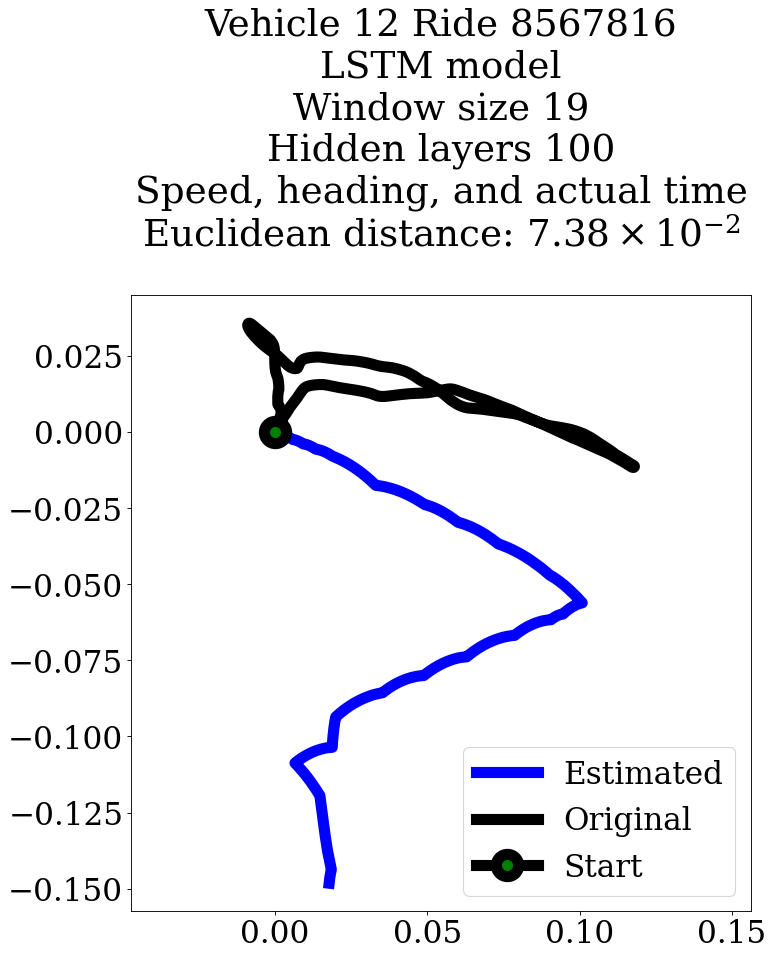 Vehicle 12 Ride 8567816
LSTM model
Window size 19
Hidden layers 100
Speed, heading, and actual time
Euclidean distance: 7.38 × 10⁻²
0.025
0.000
−0.025
−0.050
−0.075
−0.100
−0.125
−0.150
Estimated
Original
Start
0.00 0.05 0.10 0.15